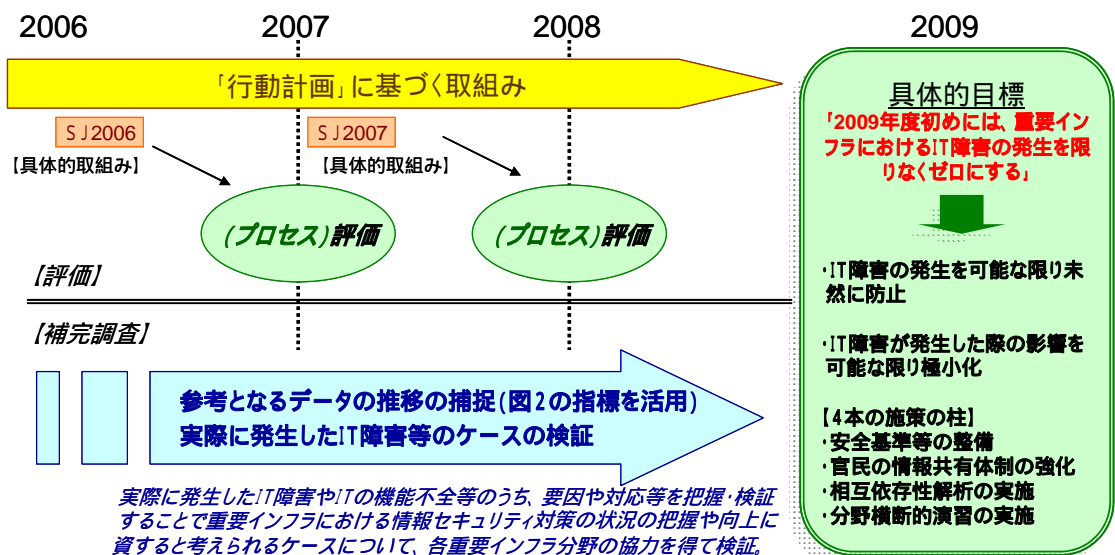 2006 2007 2008 2009
「行動計画」に基づく取組み
SJ2006
【具体的取組み】
SJ2007
【具体的取組み】
(プロセス)評価
(プロセス)評価
【評価】
【補完調査】
参考となるデータの推移の捕捉(図2の指標を活用)
実際に発生したIT障害等のケースの検証
実際に発生したIT障害やITの機能不全等のうち、要因や対応等を把握・検証
することで重要インフラにおける情報セキュリティ対策の状況の把握や向上に
資すると考えられるケースについて、各重要インフラ分野の協力を得て検証。
具体的目標
「2009年度初めには、重要イン
フラにおけるIT障害の発生を限
りなくゼロにする」
・IT障害の発生を可能な限り未
然に防止
・IT障害が発生した際の影響を
可能な限り極小化
【4本の施策の柱】
・安全基準等の整備
・官民の情報共有体制の強化
・相互依存性解析の実施
・分野横断的演習の実施